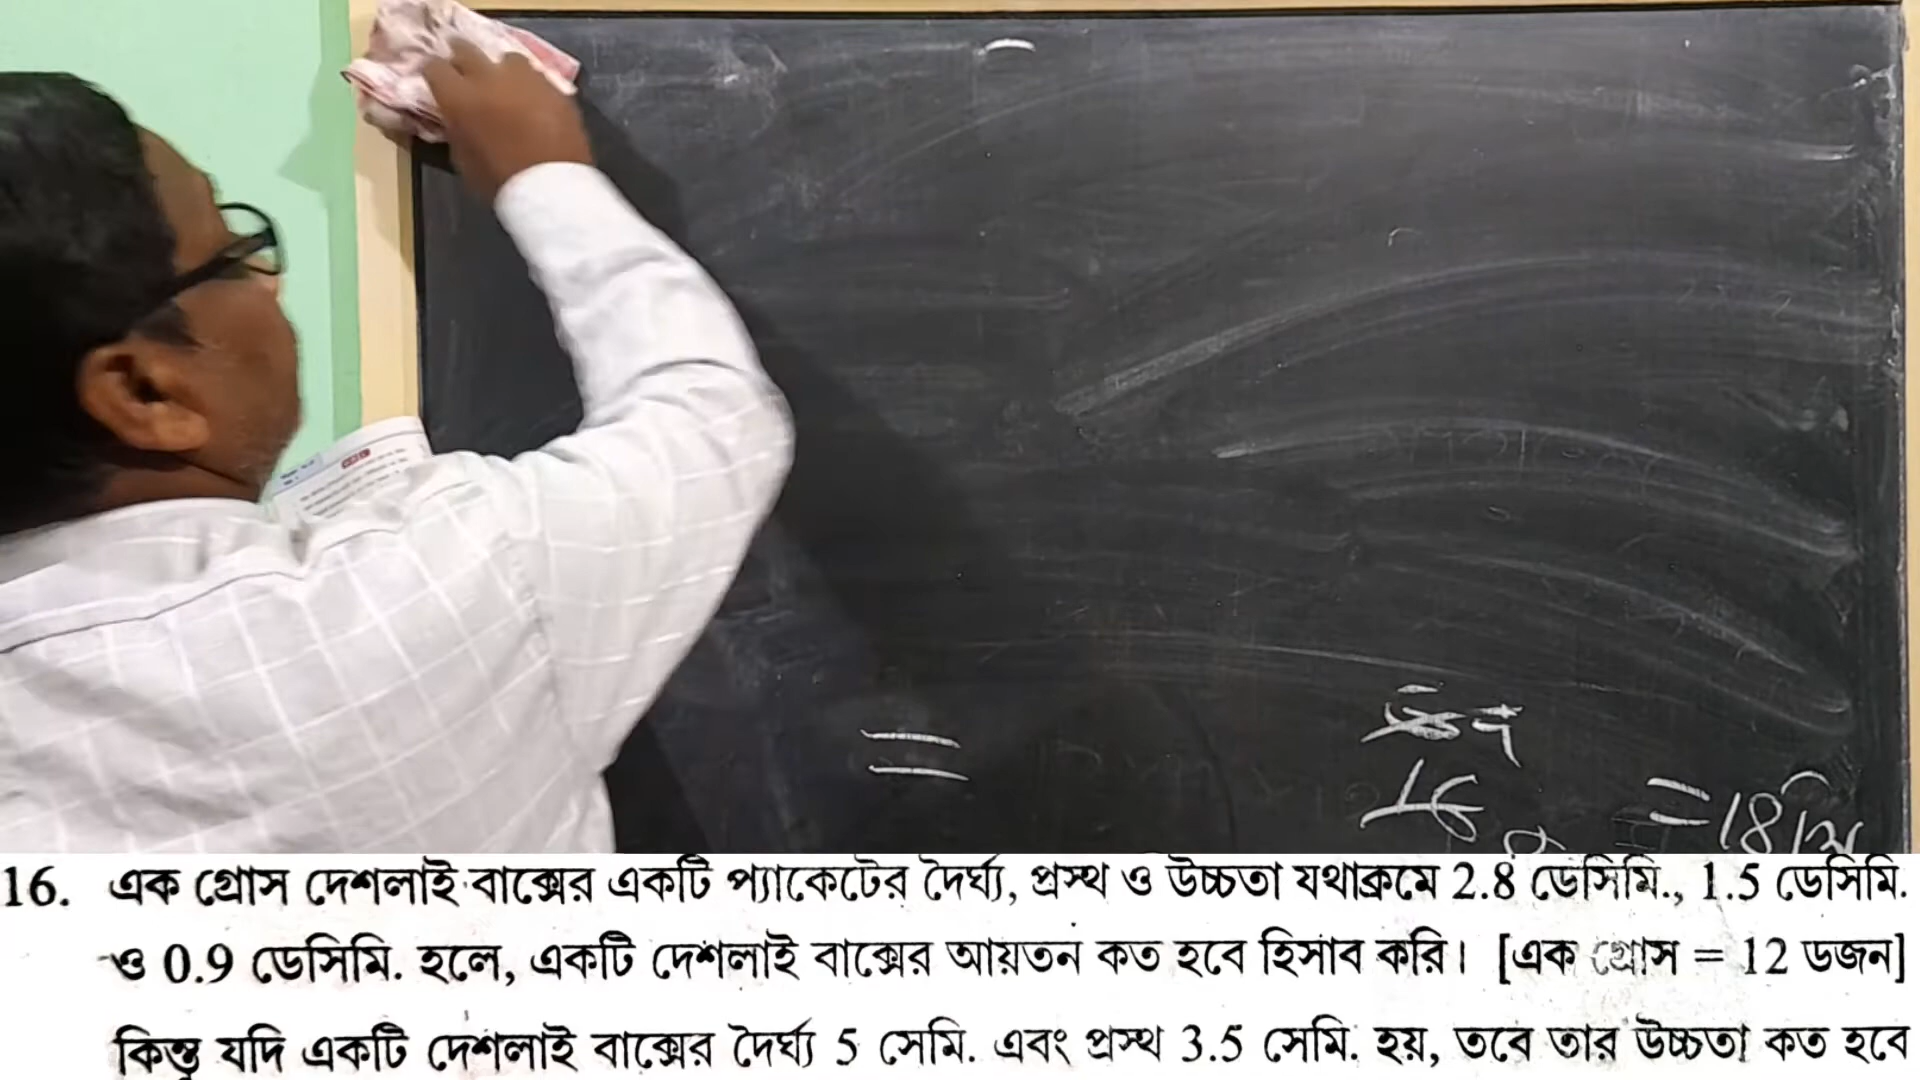 = 18
16. এক গ্রোস দেশলাই বাক্সের একটি প্যাকেটের দৈর্ঘ্য, প্রস্থ ও উচ্চতা যথাক্রমে 2.8 ডেসিমি., 1.5 ডেসিমি.
ও 0.9 ডেসিমি. হলে, একটি দেশলাই বাক্সের আয়তন কত হবে হিসাব করি। [এক গ্রোস = 12 ডজন]
কিন্তু যদি একটি দেশলাই বাক্সের দৈর্ঘ্য 5 সেমি. এবং প্রস্থ 3.5 সেমি. হয়, তবে তার উচ্চতা কত হবে